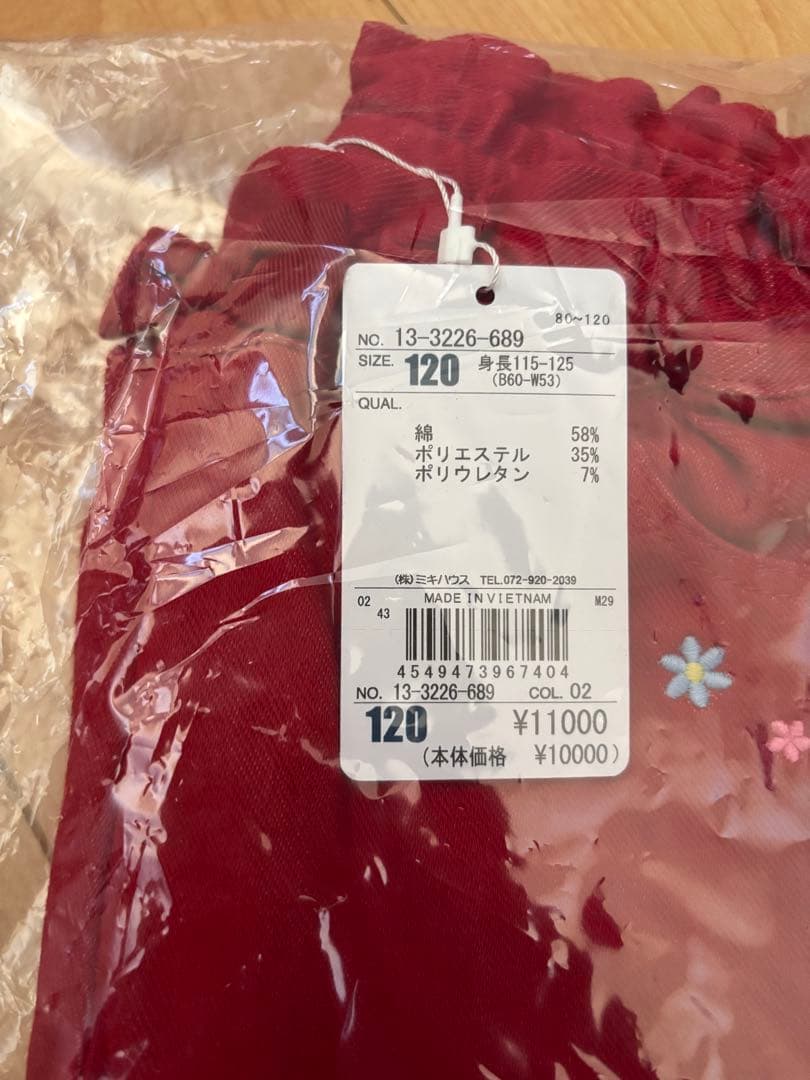 80~120
NO. 13-3226-689
SIZE. 120 身長115-125
(B60-W53)
QUAL.
綿 58%
ポリエステル 35%
ポリウレタン 7%
(株)ミキハウス TEL.072-920-2039
02 MADE IN VIETNAM M29
43
4549473967404
NO. 13-3226-689 COL. 02
120 ¥11000
(本体価格 ¥10000)